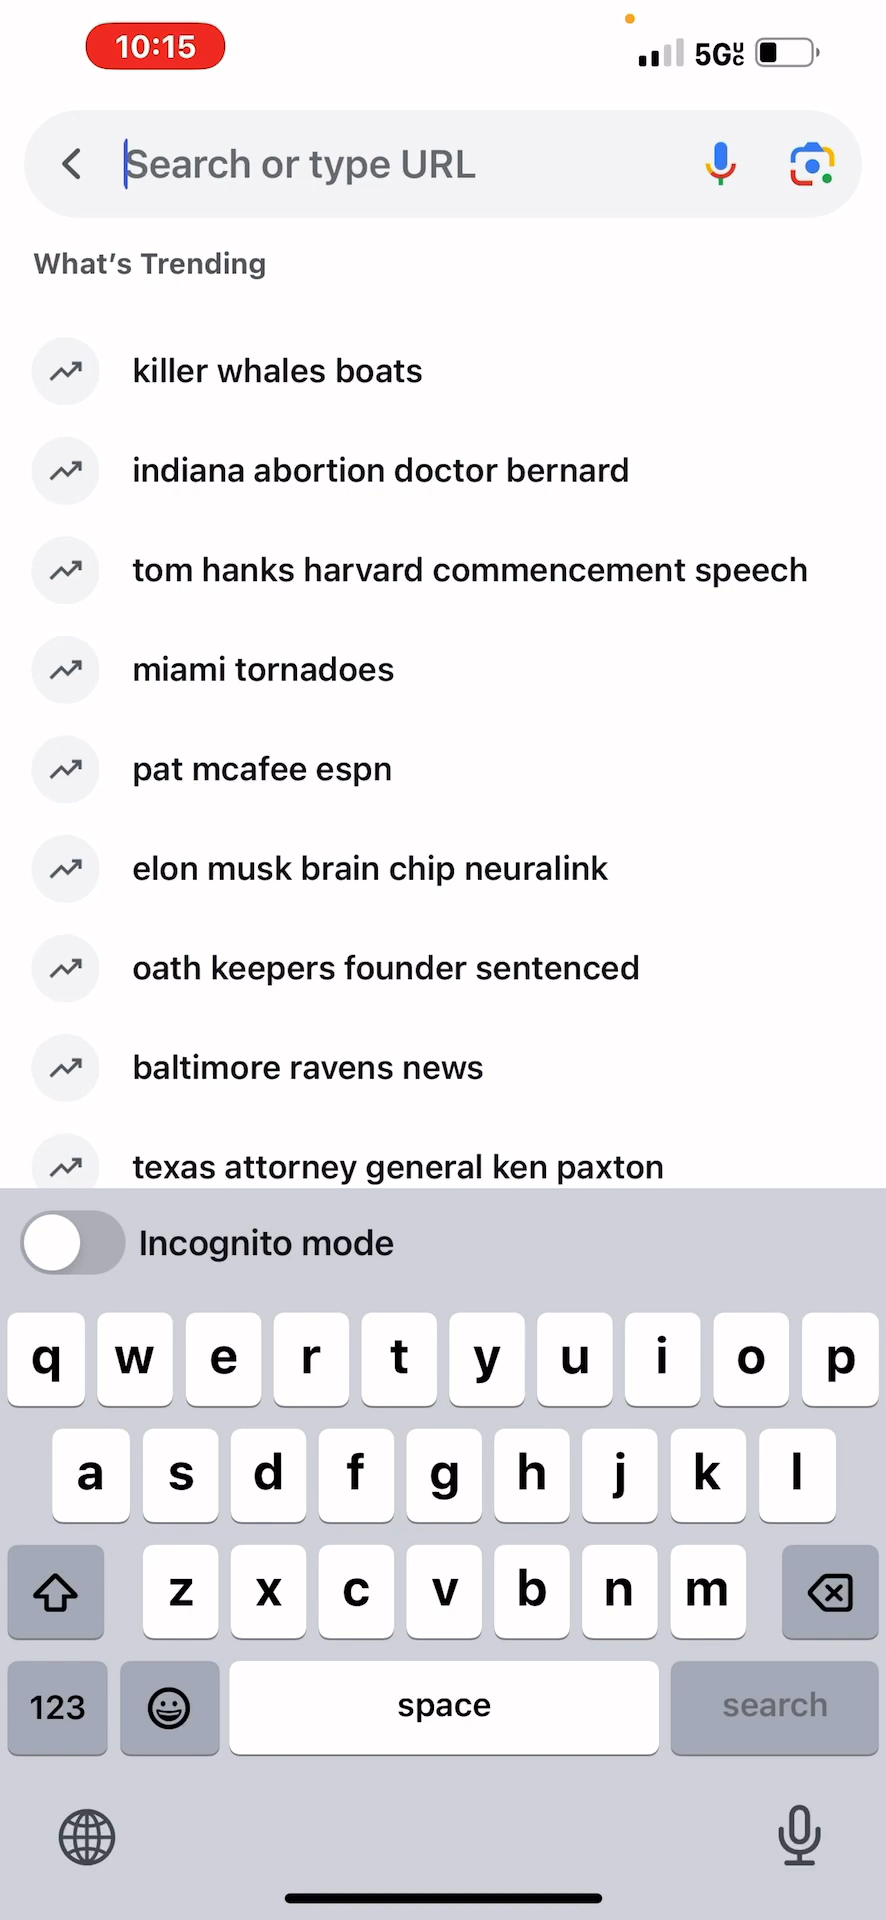 10:15
5GUC
Search or type URL
What's Trending
killer whales boats
indiana abortion doctor bernard
tom hanks harvard commencement speech
miami tornadoes
pat mcafee espn
elon musk brain chip neuralink
oath keepers founder sentenced
baltimore ravens news
texas attorney general ken paxton
Incognito mode
q w e r t y u i o p
a s d f g h j k l
z x c v b n m
123 space search